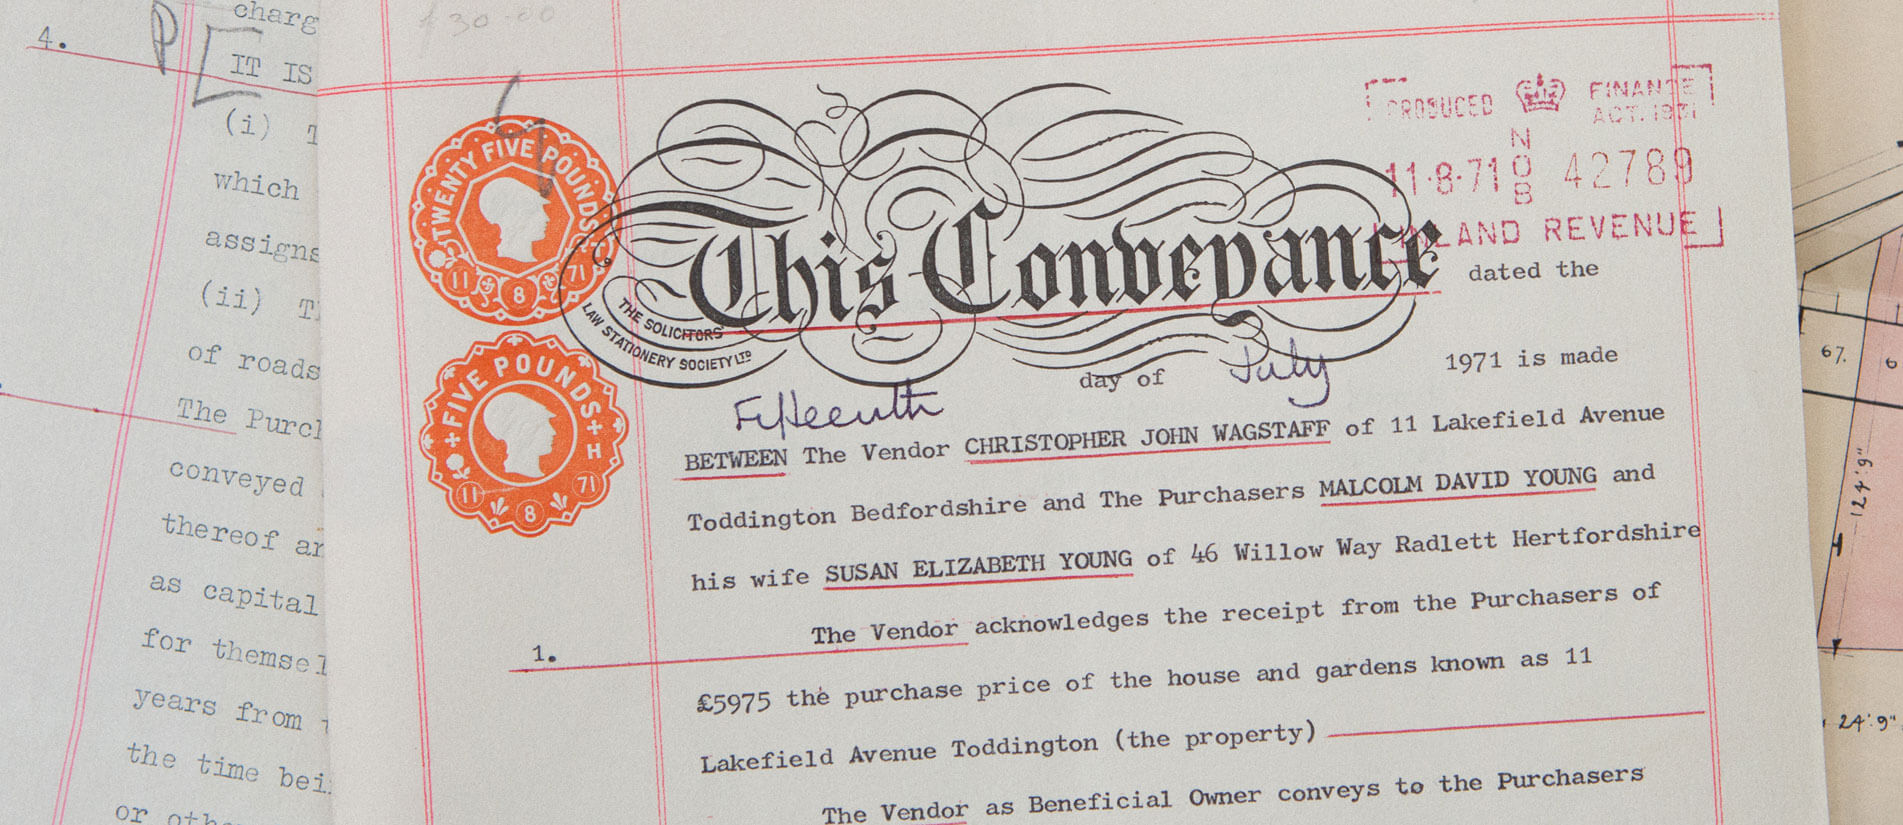 charg
4.
P
IT IS
(i) T
which
assigns
(ii) T
of roads
The Purch
conveyed
thereof an
as capital
for themsel
years from t
the time bei
or othe
£30-00
PRODUCED FINANCE
ACT. 1931
11·8·71 NOB 42789
INLAND REVENUE
TWENTY FIVE POUNDS
11 8 71
FIVE POUNDS
H
11 8 71
This Conveyance dated the
THE SOLICITORS'
LAW STATIONERY SOCIETY LTD
Fifteenth day of July 1971 is made
BETWEEN The Vendor CHRISTOPHER JOHN WAGSTAFF of 11 Lakefield Avenue
Toddington Bedfordshire and The Purchasers MALCOLM DAVID YOUNG and
his wife SUSAN ELIZABETH YOUNG of 46 Willow Way Radlett Hertfordshire
1. The Vendor acknowledges the receipt from the Purchasers of
£5975 the purchase price of the house and gardens known as 11
Lakefield Avenue Toddington (the property)
The Vendor as Beneficial Owner conveys to the Purchasers
67.
6
124'.9"
24'.9"